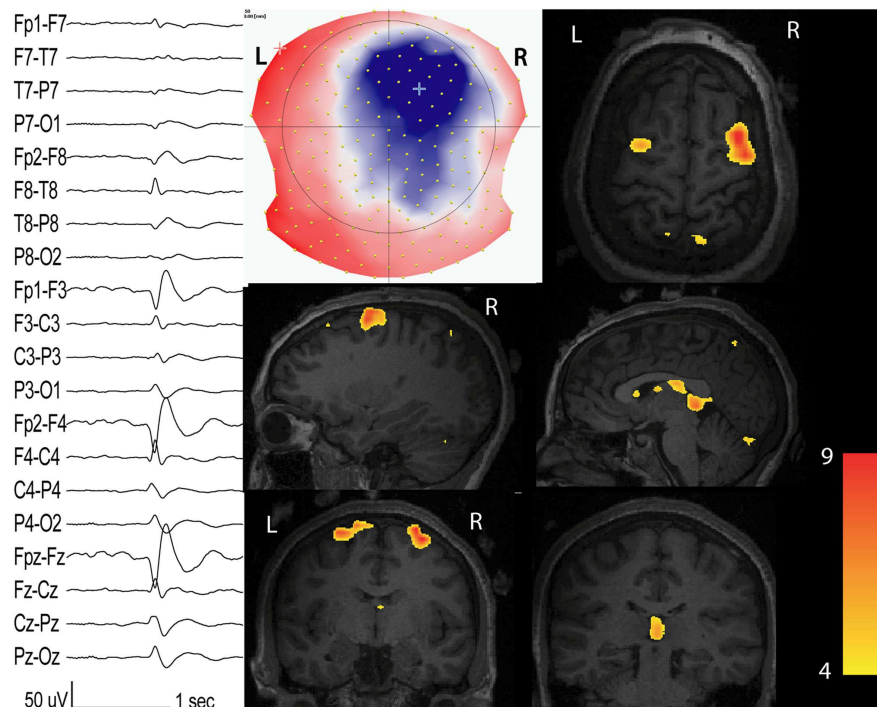 Fp1-F7
F7-T7
T7-P7
P7-O1
Fp2-F8
F8-T8
T8-P8
P8-O2
Fp1-F3
F3-C3
C3-P3
P3-O1
Fp2-F4
F4-C4
C4-P4
P4-O2
Fpz-Fz
Fz-Cz
Cz-Pz
Pz-Oz
50 uV 1 sec
L R
L R
R
L R
9
4